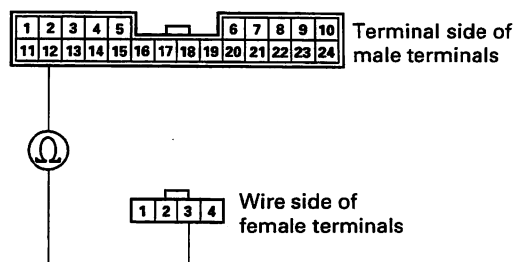 1 2 3 4 5 6 7 8 9 10
11 12 13 14 15 16 17 18 19 20 21 22 23 24
Terminal side of
male terminals
Ω
1 2 3 4
Wire side of
female terminals